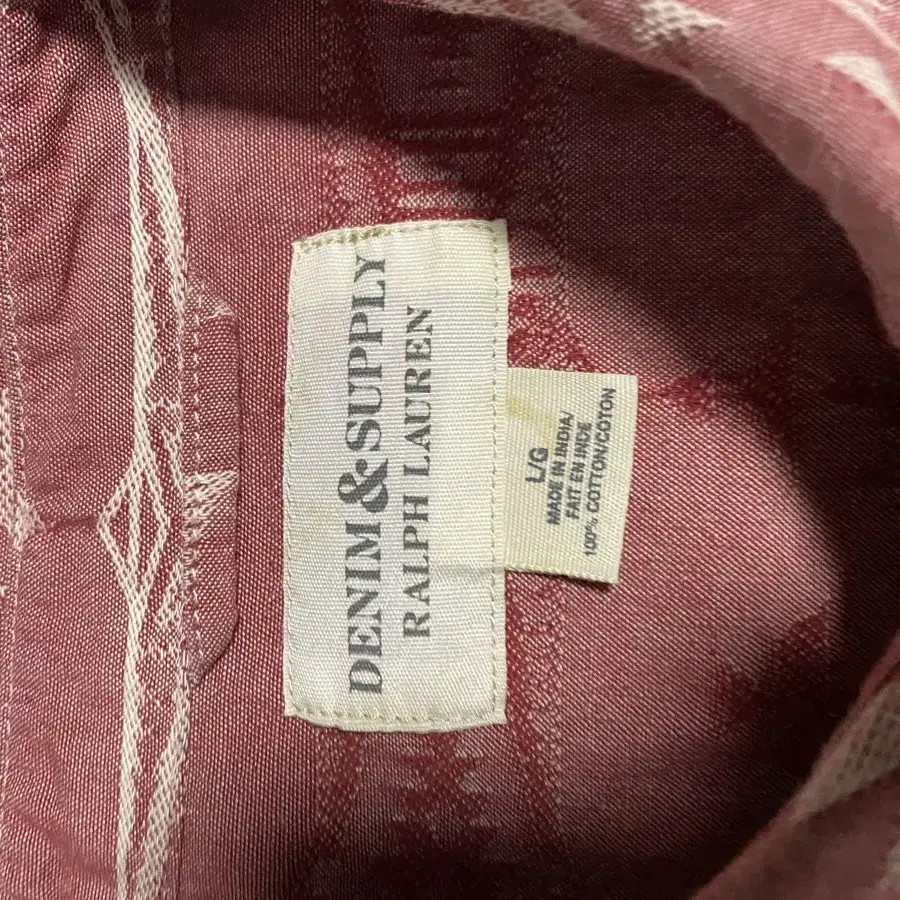 DENIM&SUPPLY
RALPH LAUREN
L/G
MADE IN INDIA/
FAIT EN INDE
100% COTTON/COTON